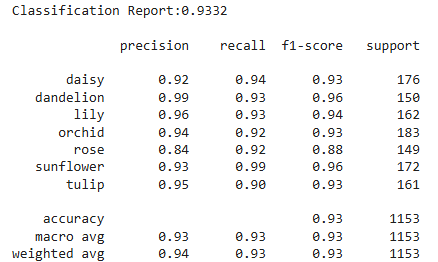 Classification Report:0.9332
precision recall f1-score support
daisy 0.92 0.94 0.93 176
dandelion 0.99 0.93 0.96 150
lily 0.96 0.93 0.94 162
orchid 0.94 0.92 0.93 183
rose 0.84 0.92 0.88 149
sunflower 0.93 0.99 0.96 172
tulip 0.95 0.90 0.93 161
accuracy 0.93 1153
macro avg 0.93 0.93 0.93 1153
weighted avg 0.94 0.93 0.93 1153